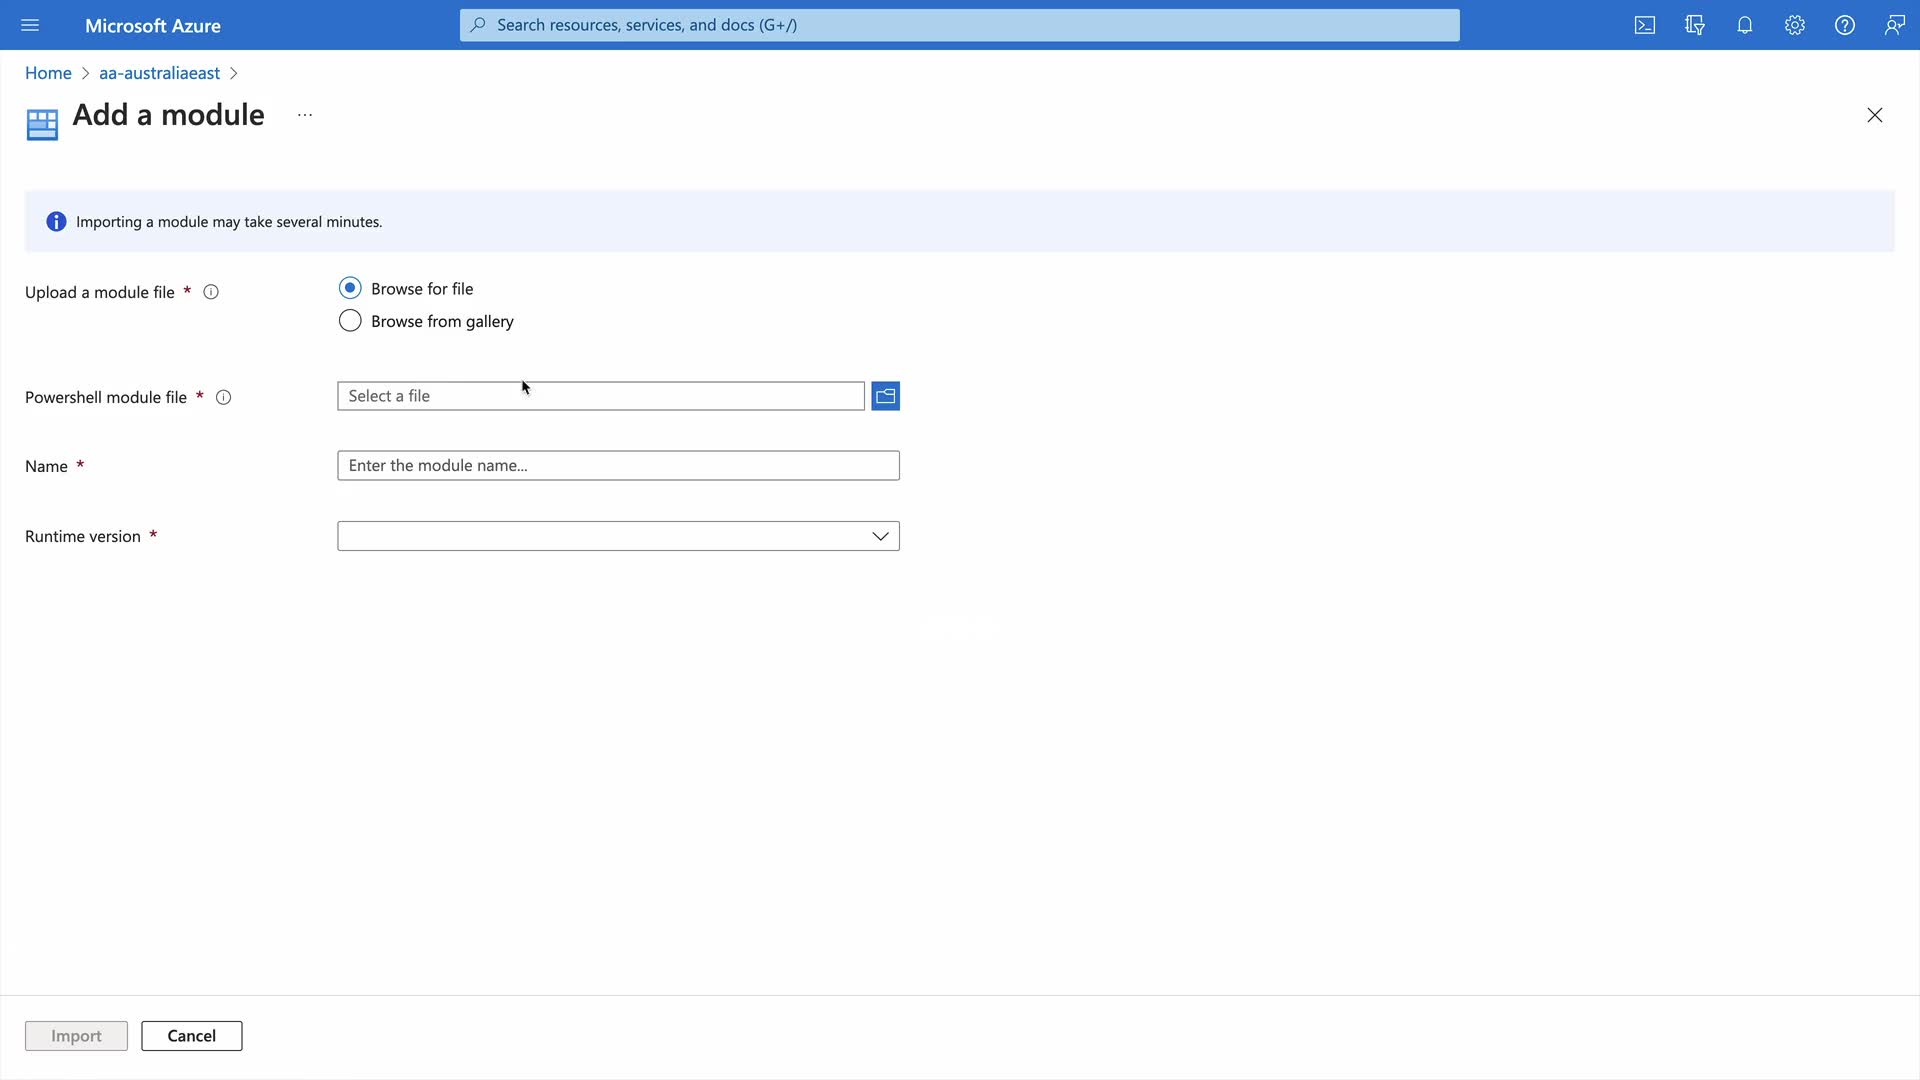 Microsoft Azure
Search resources, services, and docs (G+/)
Home > aa-australiaeast >
Add a module ...
Importing a module may take several minutes.
Upload a module file *
Browse for file
Browse from gallery
Powershell module file *
Select a file
Name *
Enter the module name...
Runtime version *
Import
Cancel